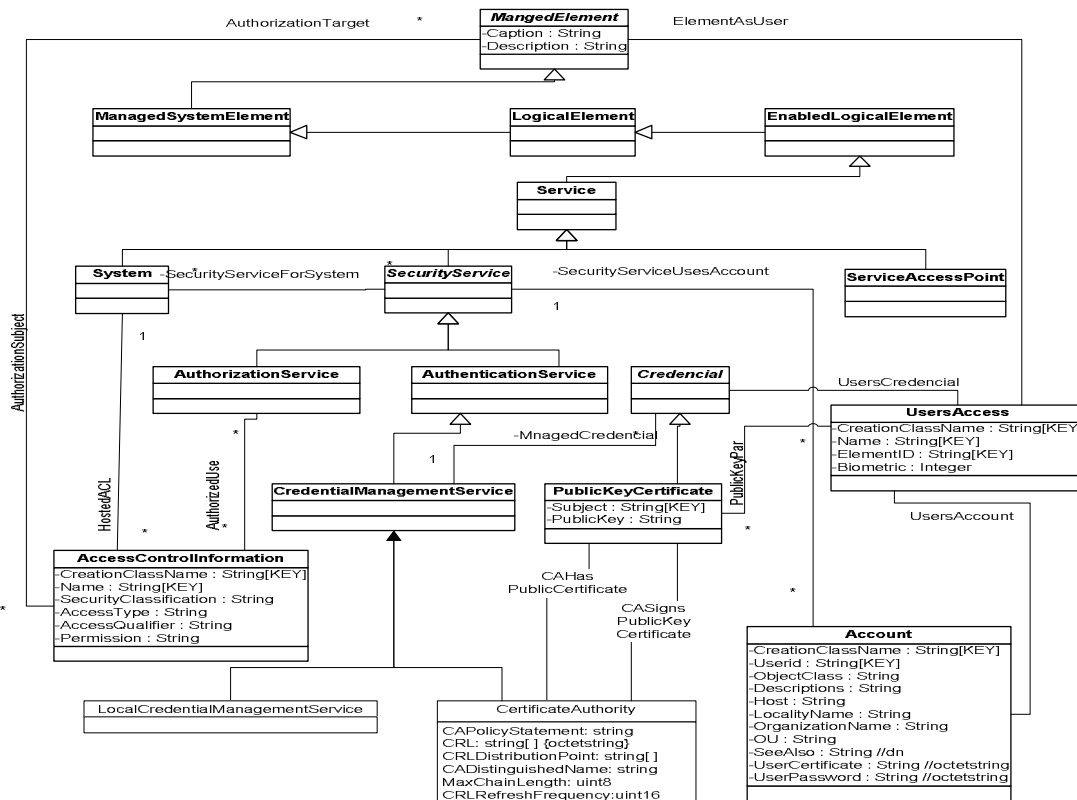 AuthorizationTarget
*
MangedElement
-Caption : String
-Description : String
ElementAsUser
ManagedSystemElement
LogicalElement
EnabledLogicalElement
Service
System
*
-SecurityServiceForSystem
*
SecurityService
-SecurityServiceUsesAccount
ServiceAccessPoint
1
1
AuthorizationSubject
AuthorizationService
AuthenticationService
Credencial
UsersCredencial
UsersAccess
-CreationClassName : String[KEY
-Name : String[KEY]
-ElementID : String[KEY]
-Biometric : Integer
*
-MnagedCredencial
*
*
1
HostedACL
AuthorizedUse
*
*
CredentialManagementService
PublicKeyCertificate
-Subject : String[KEY]
-PublicKey : String
PublicKeyPar
*
UsersAccount
AccessControlInformation
-CreationClassName : String[KEY]
-Name : String[KEY]
-SecurityClassification : String
-AccessType : String
-AccessQualifier : String
-Permission : String
*
CAHas
PublicCertificate
CASigns
PublicKey
Certificate
*
Account
-CreationClassName : String[KEY]
-Userid : String[KEY]
-ObjectClass : String
-Descriptions : String
-Host : String
-LocalityName : String
-OrganizationName : String
-OU : String
-SeeAlso : String //dn
-UserCertificate : String //octetstring
-UserPassword : String //octetstring
LocalCredentialManagementService
CertificateAuthority
CAPolicyStatement: string
CRL: string[ ] {octetstring}
CRLDistributionPoint: string[ ]
CADistinguishedName: string
MaxChainLength: uint8
CRLRefreshFrequency:uint16